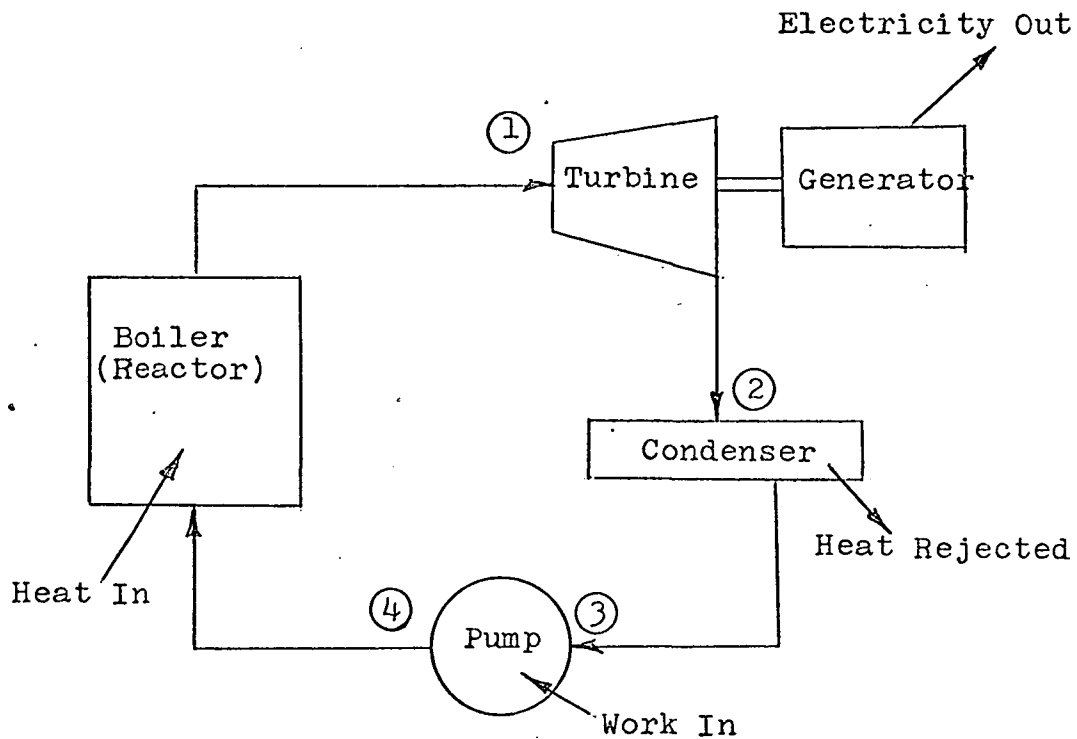 Electricity Out
1
Turbine
Generator
Boiler
(Reactor)
2
Condenser
Heat Rejected
Heat In
4
Pump
3
Work In